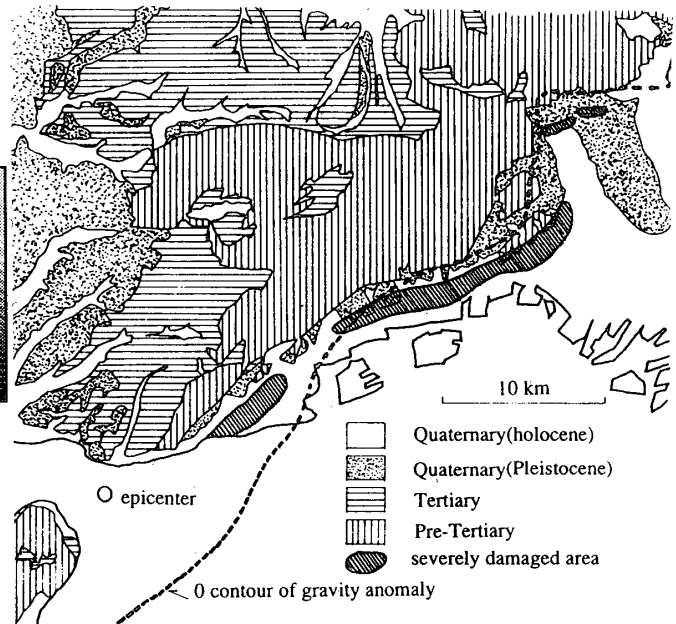 10 km
Quaternary(holocene)
Quaternary(Pleistocene)
Tertiary
Pre-Tertiary
severely damaged area
epicenter
0 contour of gravity anomaly